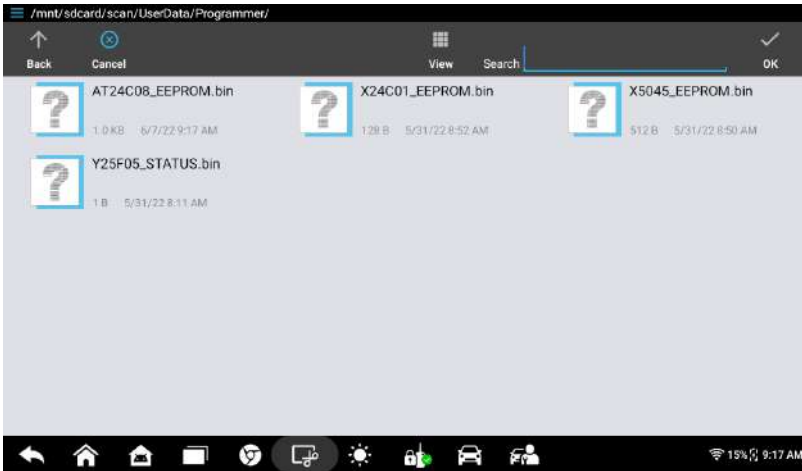 /mnt/sdcard/scan/UserData/Programmer/
Back
Cancel
View
Search
OK
AT24C08_EEPROM.bin
1.0 KB 6/7/22 9:17 AM
X24C01_EEPROM.bin
128 B 5/31/22 8:52 AM
X5045_EEPROM.bin
512 B 5/31/22 8:50 AM
Y25F05_STATUS.bin
1 B 5/31/22 8:11 AM
15% 9:17 AM